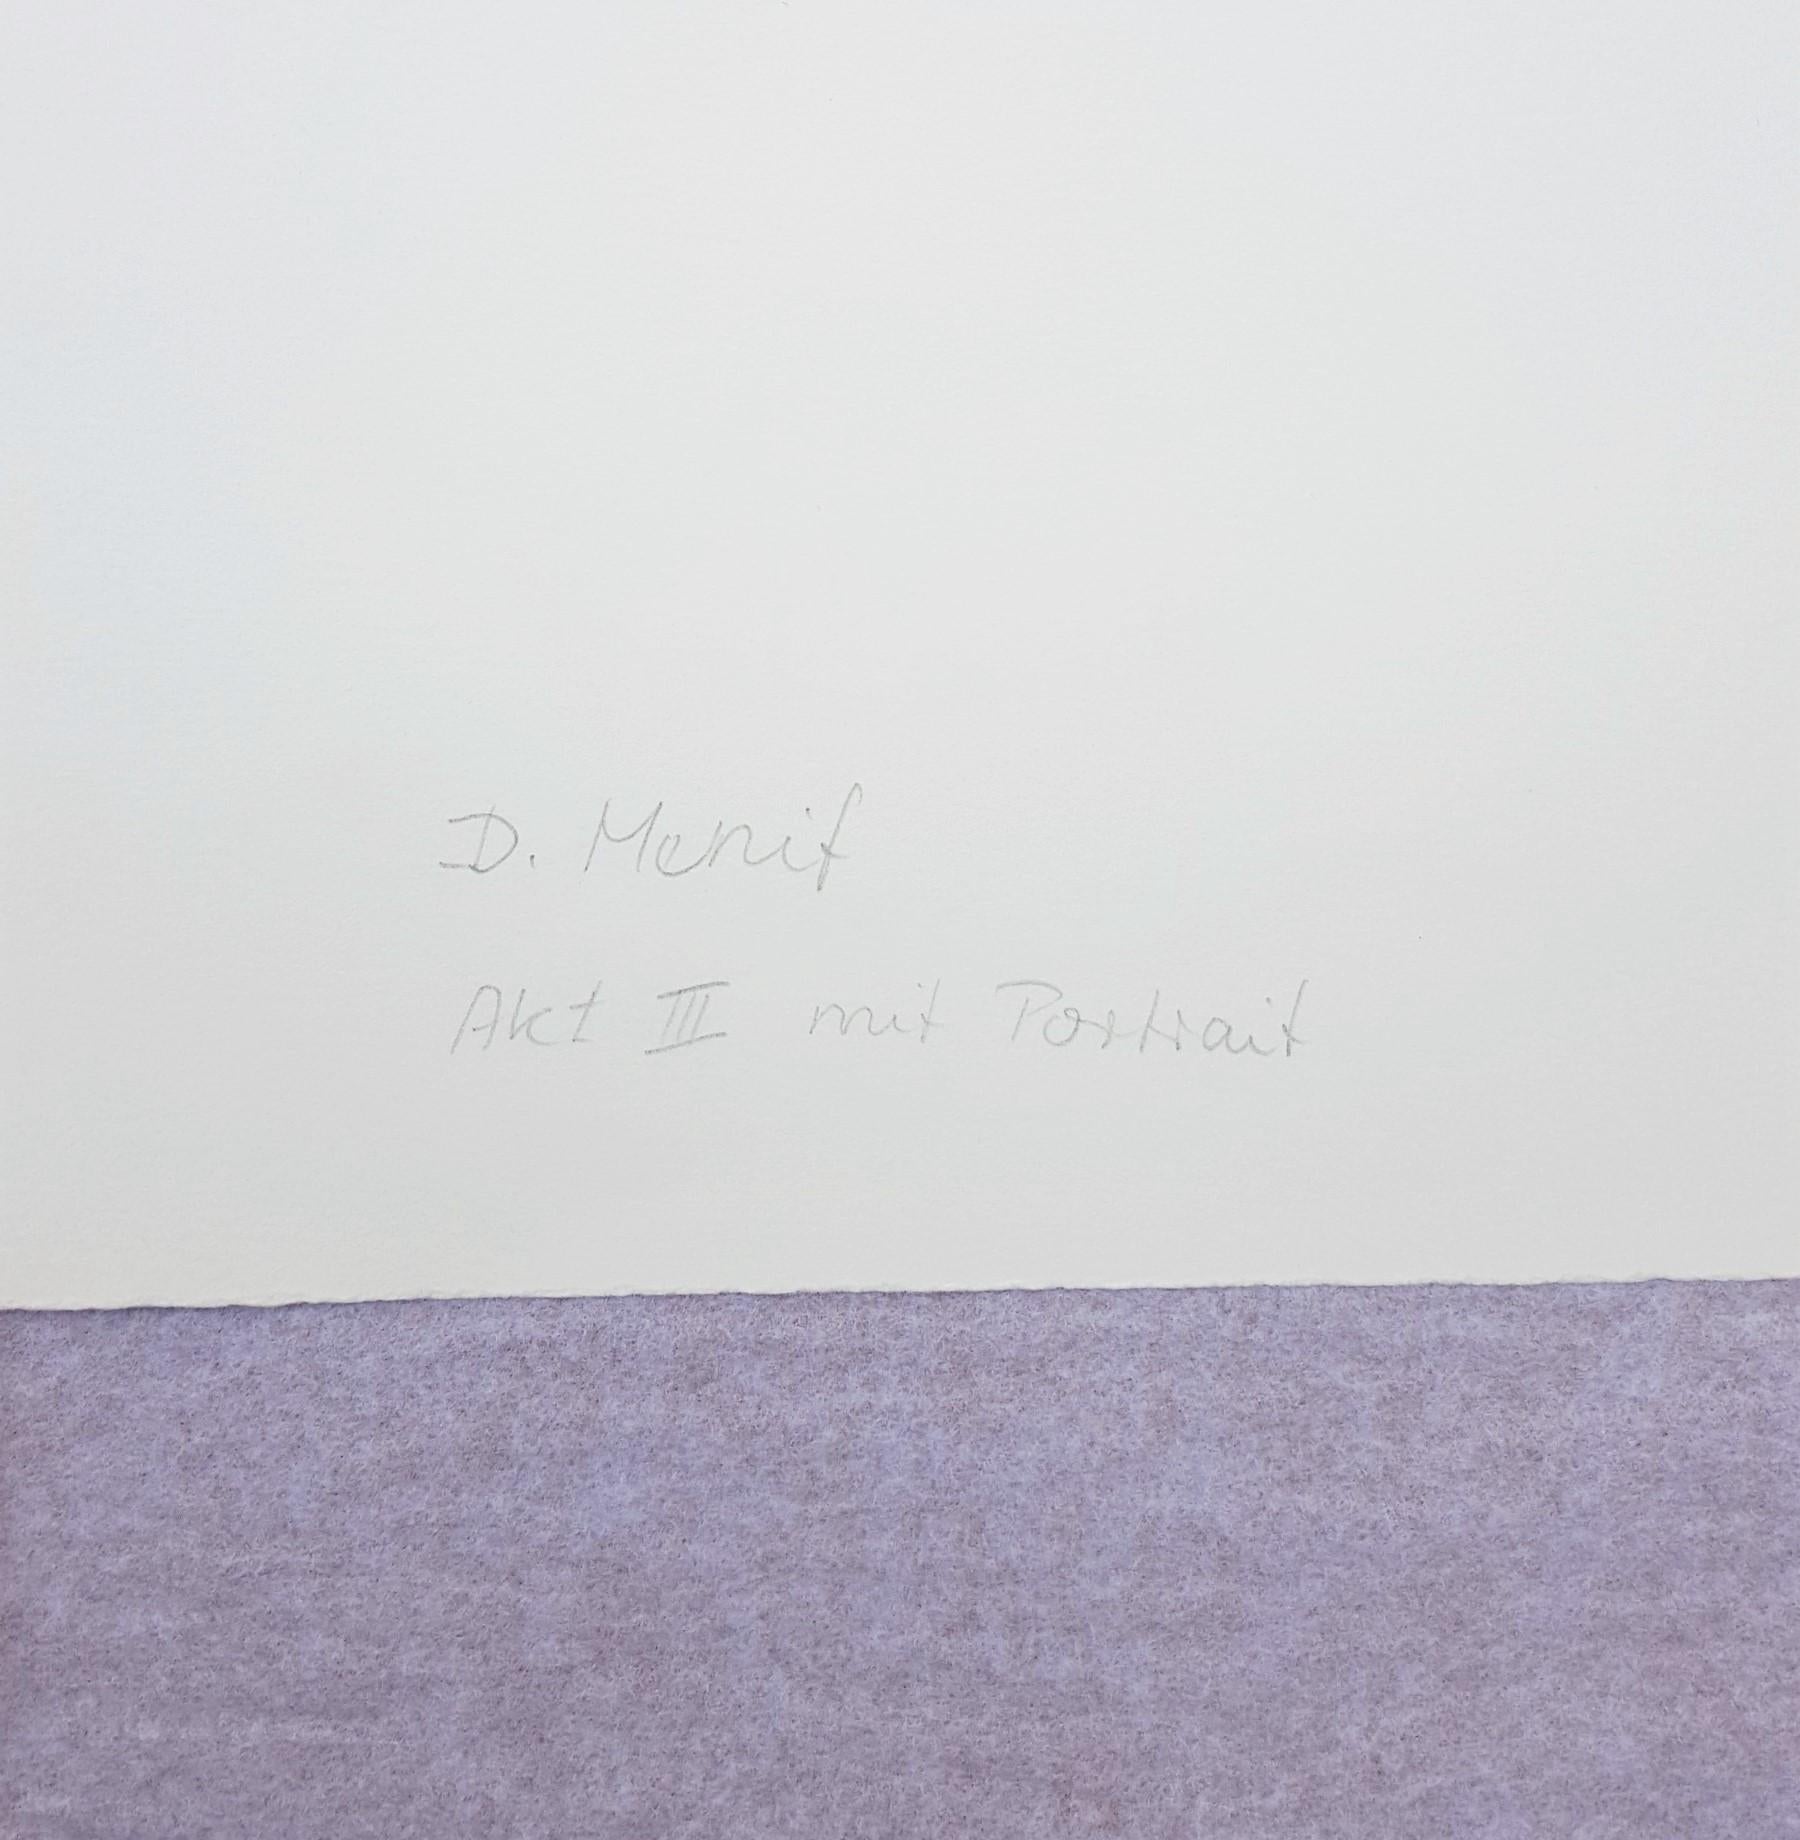 D. Menif
Akt III mit Portrait